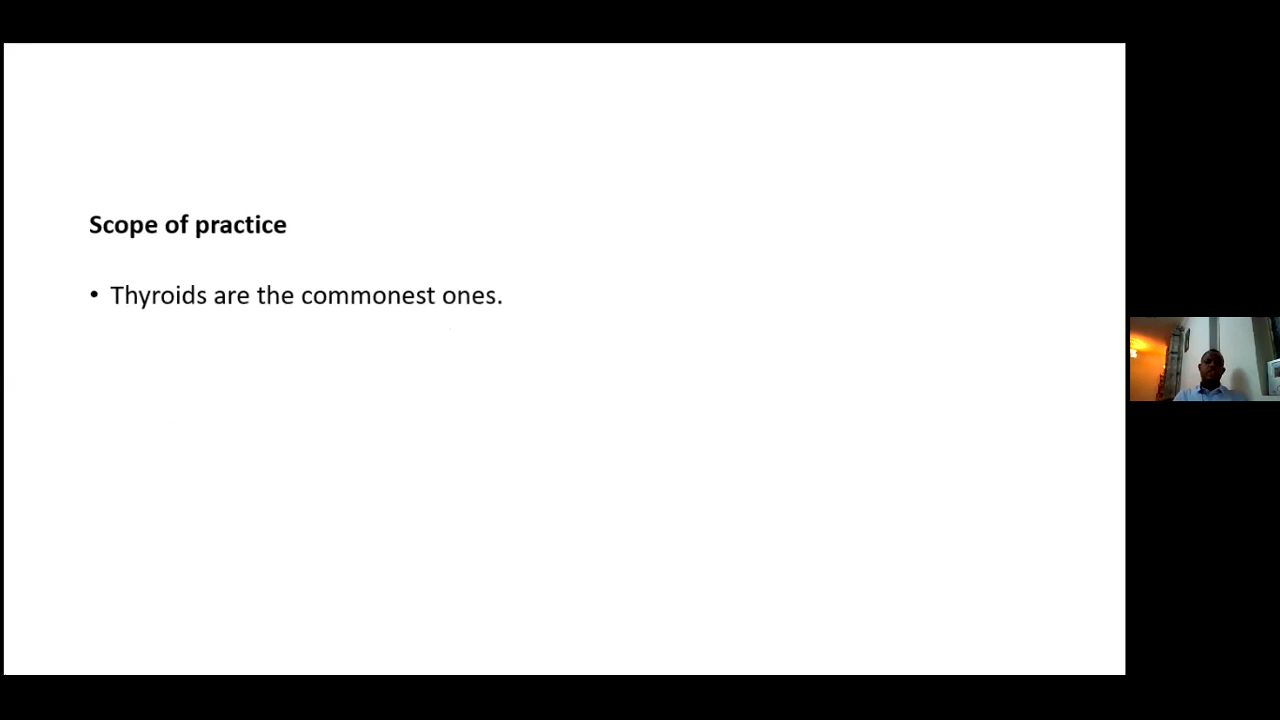 Scope of practice
• Thyroids are the commonest ones.